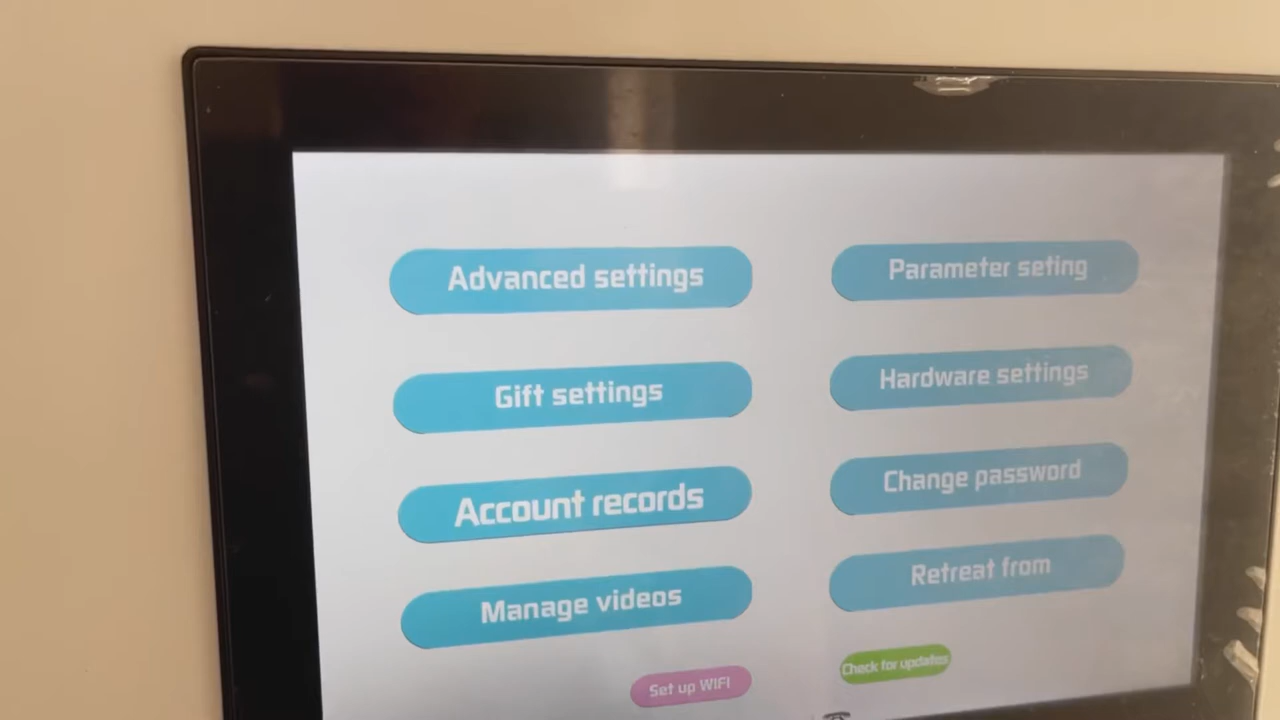 Advanced settings
Parameter seting
Gift settings
Hardware settings
Account records
Change password
Manage videos
Retreat from
Set up WIFI
Check for updates